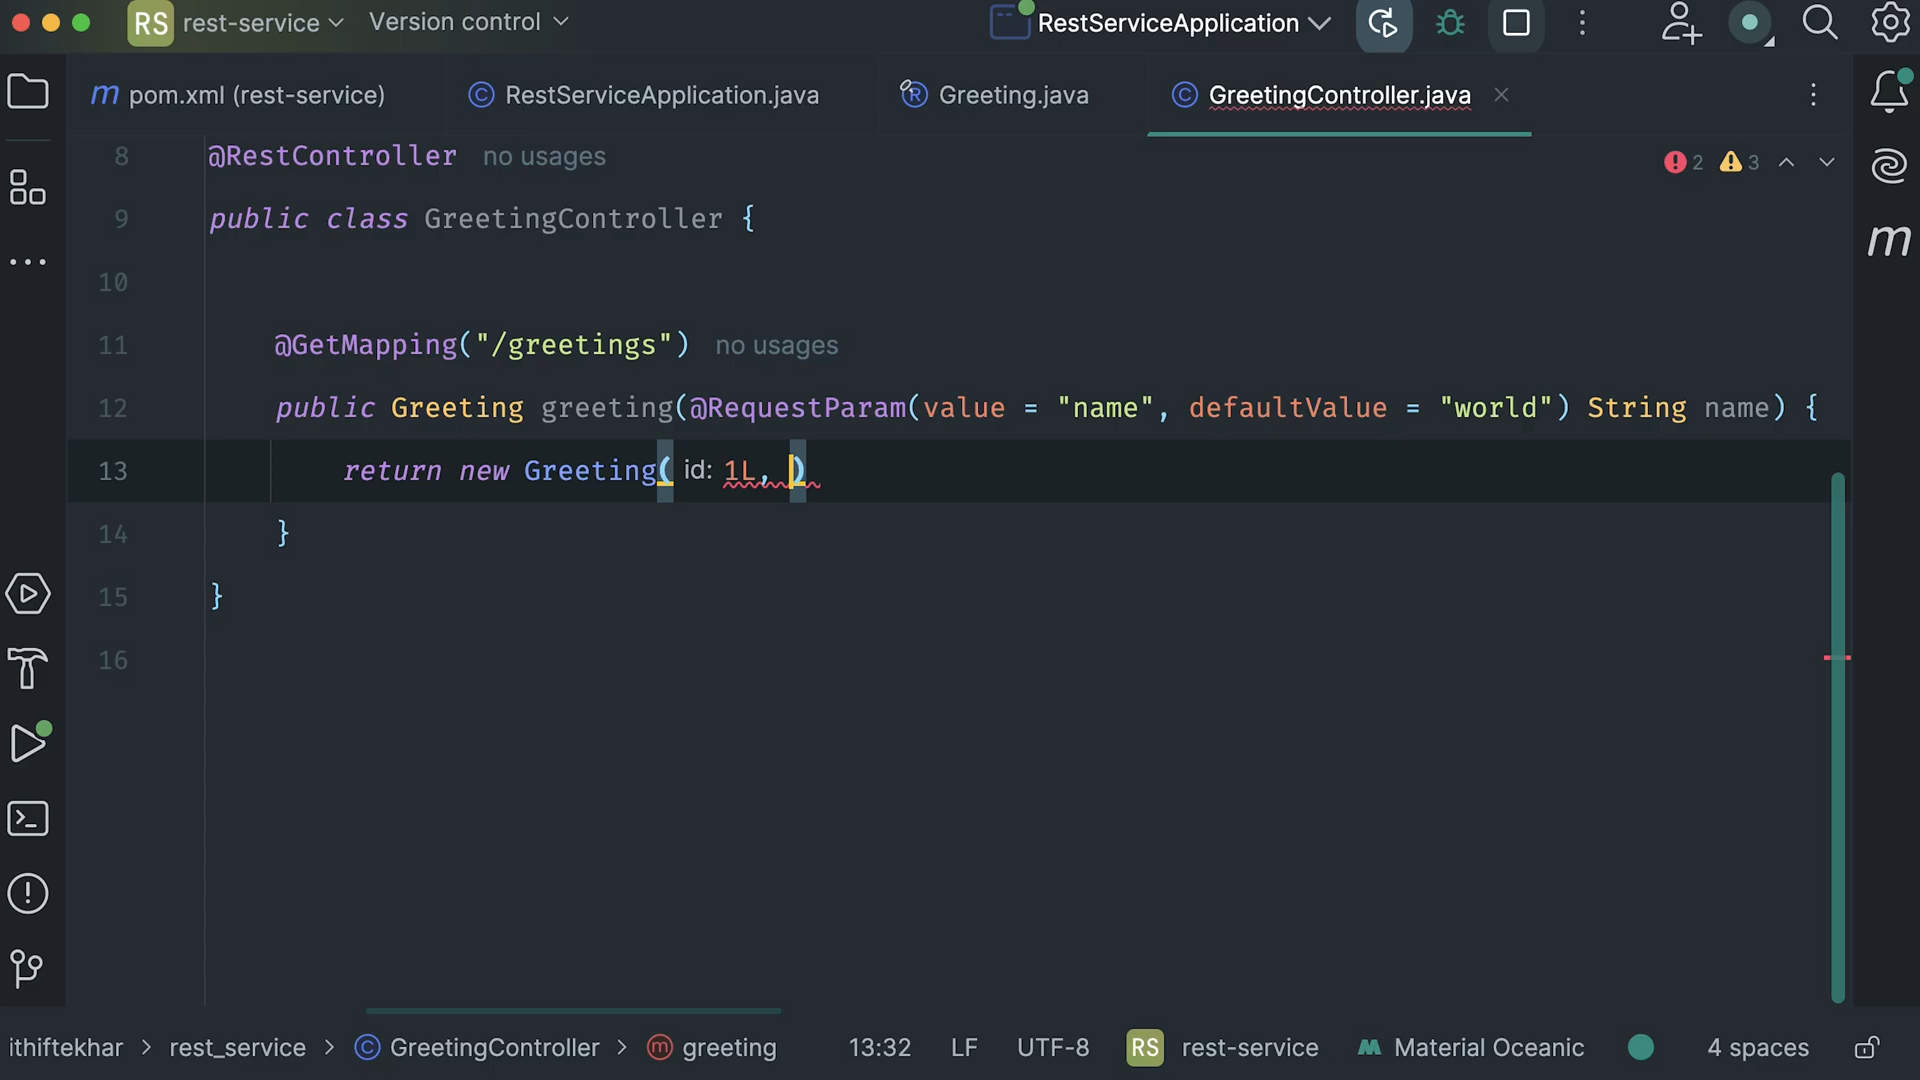 RS rest-service Version control RestServiceApplication
m pom.xml (rest-service) RestServiceApplication.java Greeting.java GreetingController.java
8 @RestController no usages 2 3
9 public class GreetingController {
10
11 @GetMapping("/greetings") no usages
12 public Greeting greeting(@RequestParam(value = "name", defaultValue = "world") String name) {
13 return new Greeting( id: 1L, )
14 }
15 }
16
ithiftekhar > rest_service > GreetingController > greeting 13:32 LF UTF-8 RS rest-service Material Oceanic 4 spaces